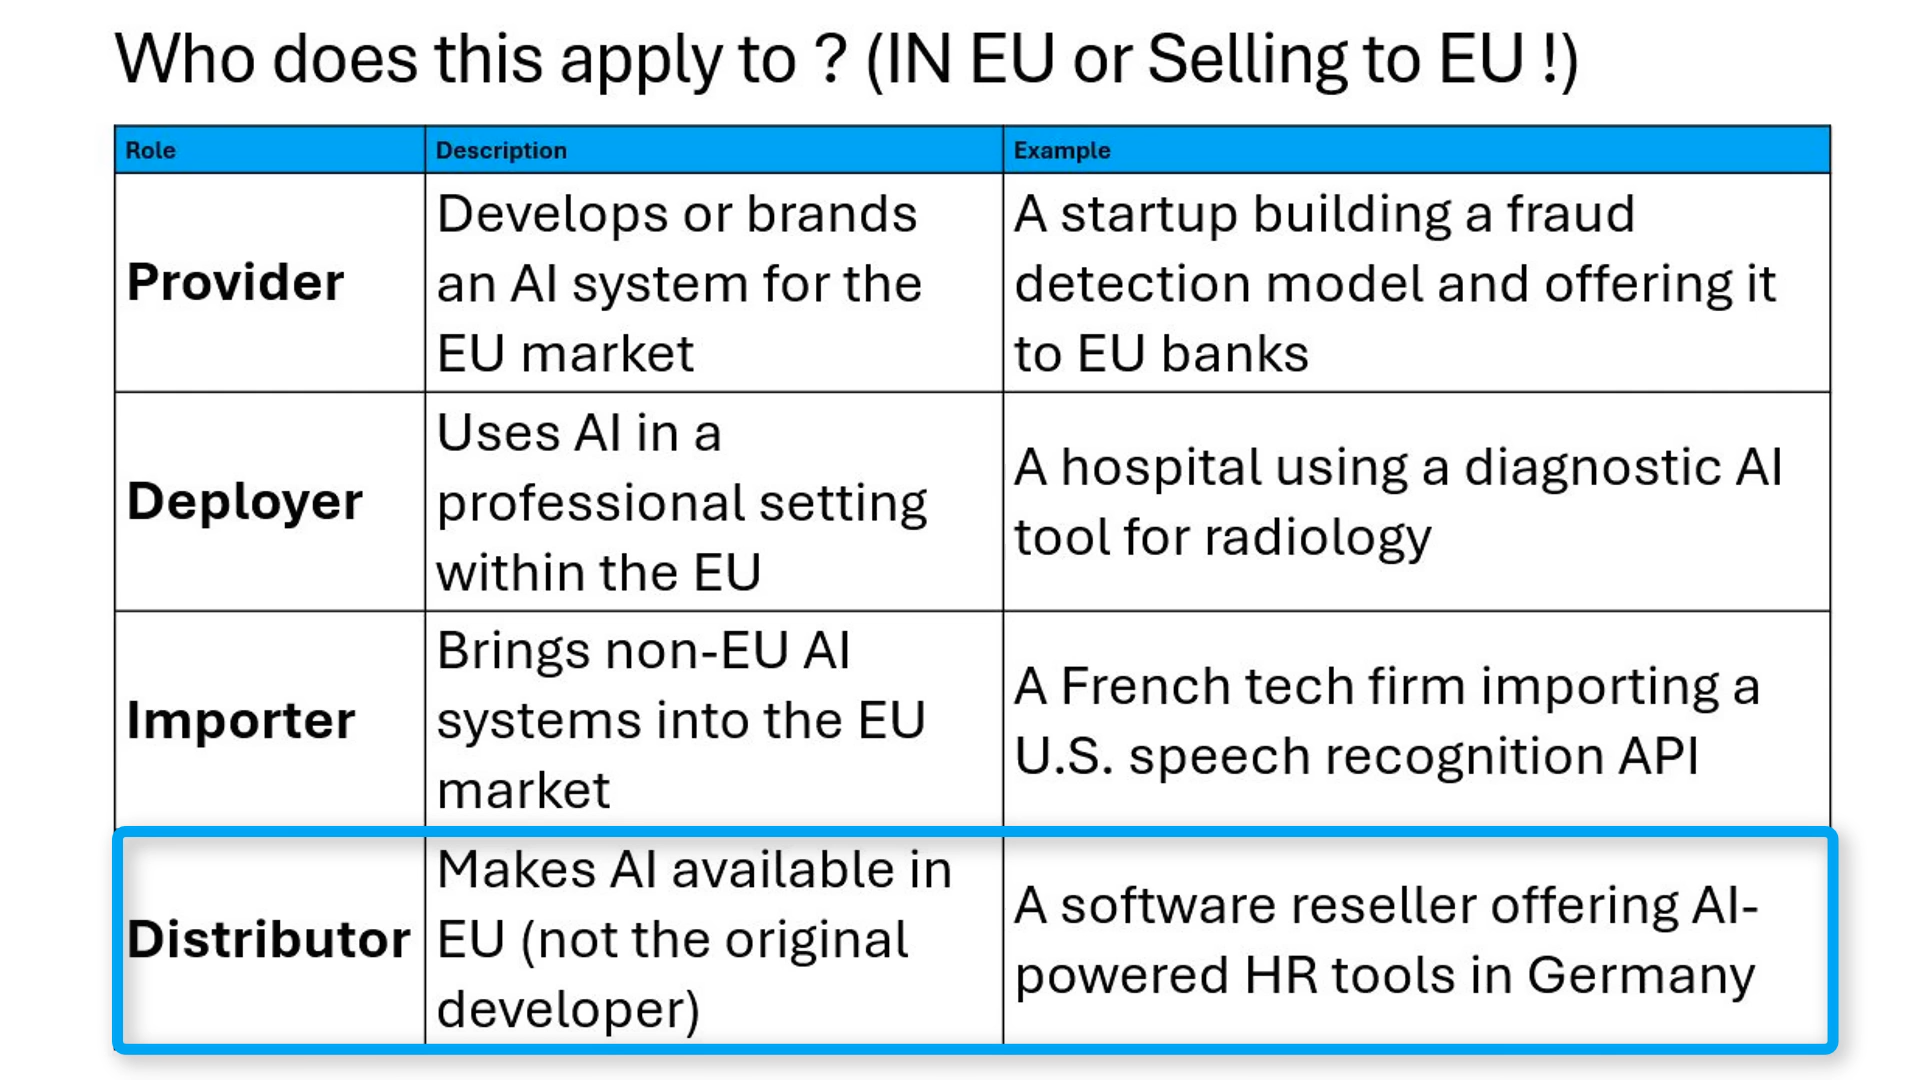 Who does this apply to ? (IN EU or Selling to EU !)
Role
Description
Example
Provider
Develops or brands
an AI system for the
EU market
A startup building a fraud
detection model and offering it
to EU banks
Deployer
Uses AI in a
professional setting
within the EU
A hospital using a diagnostic AI
tool for radiology
Importer
Brings non-EU AI
systems into the EU
market
A French tech firm importing a
U.S. speech recognition API
Distributor
Makes AI available in
EU (not the original
developer)
A software reseller offering AI-
powered HR tools in Germany